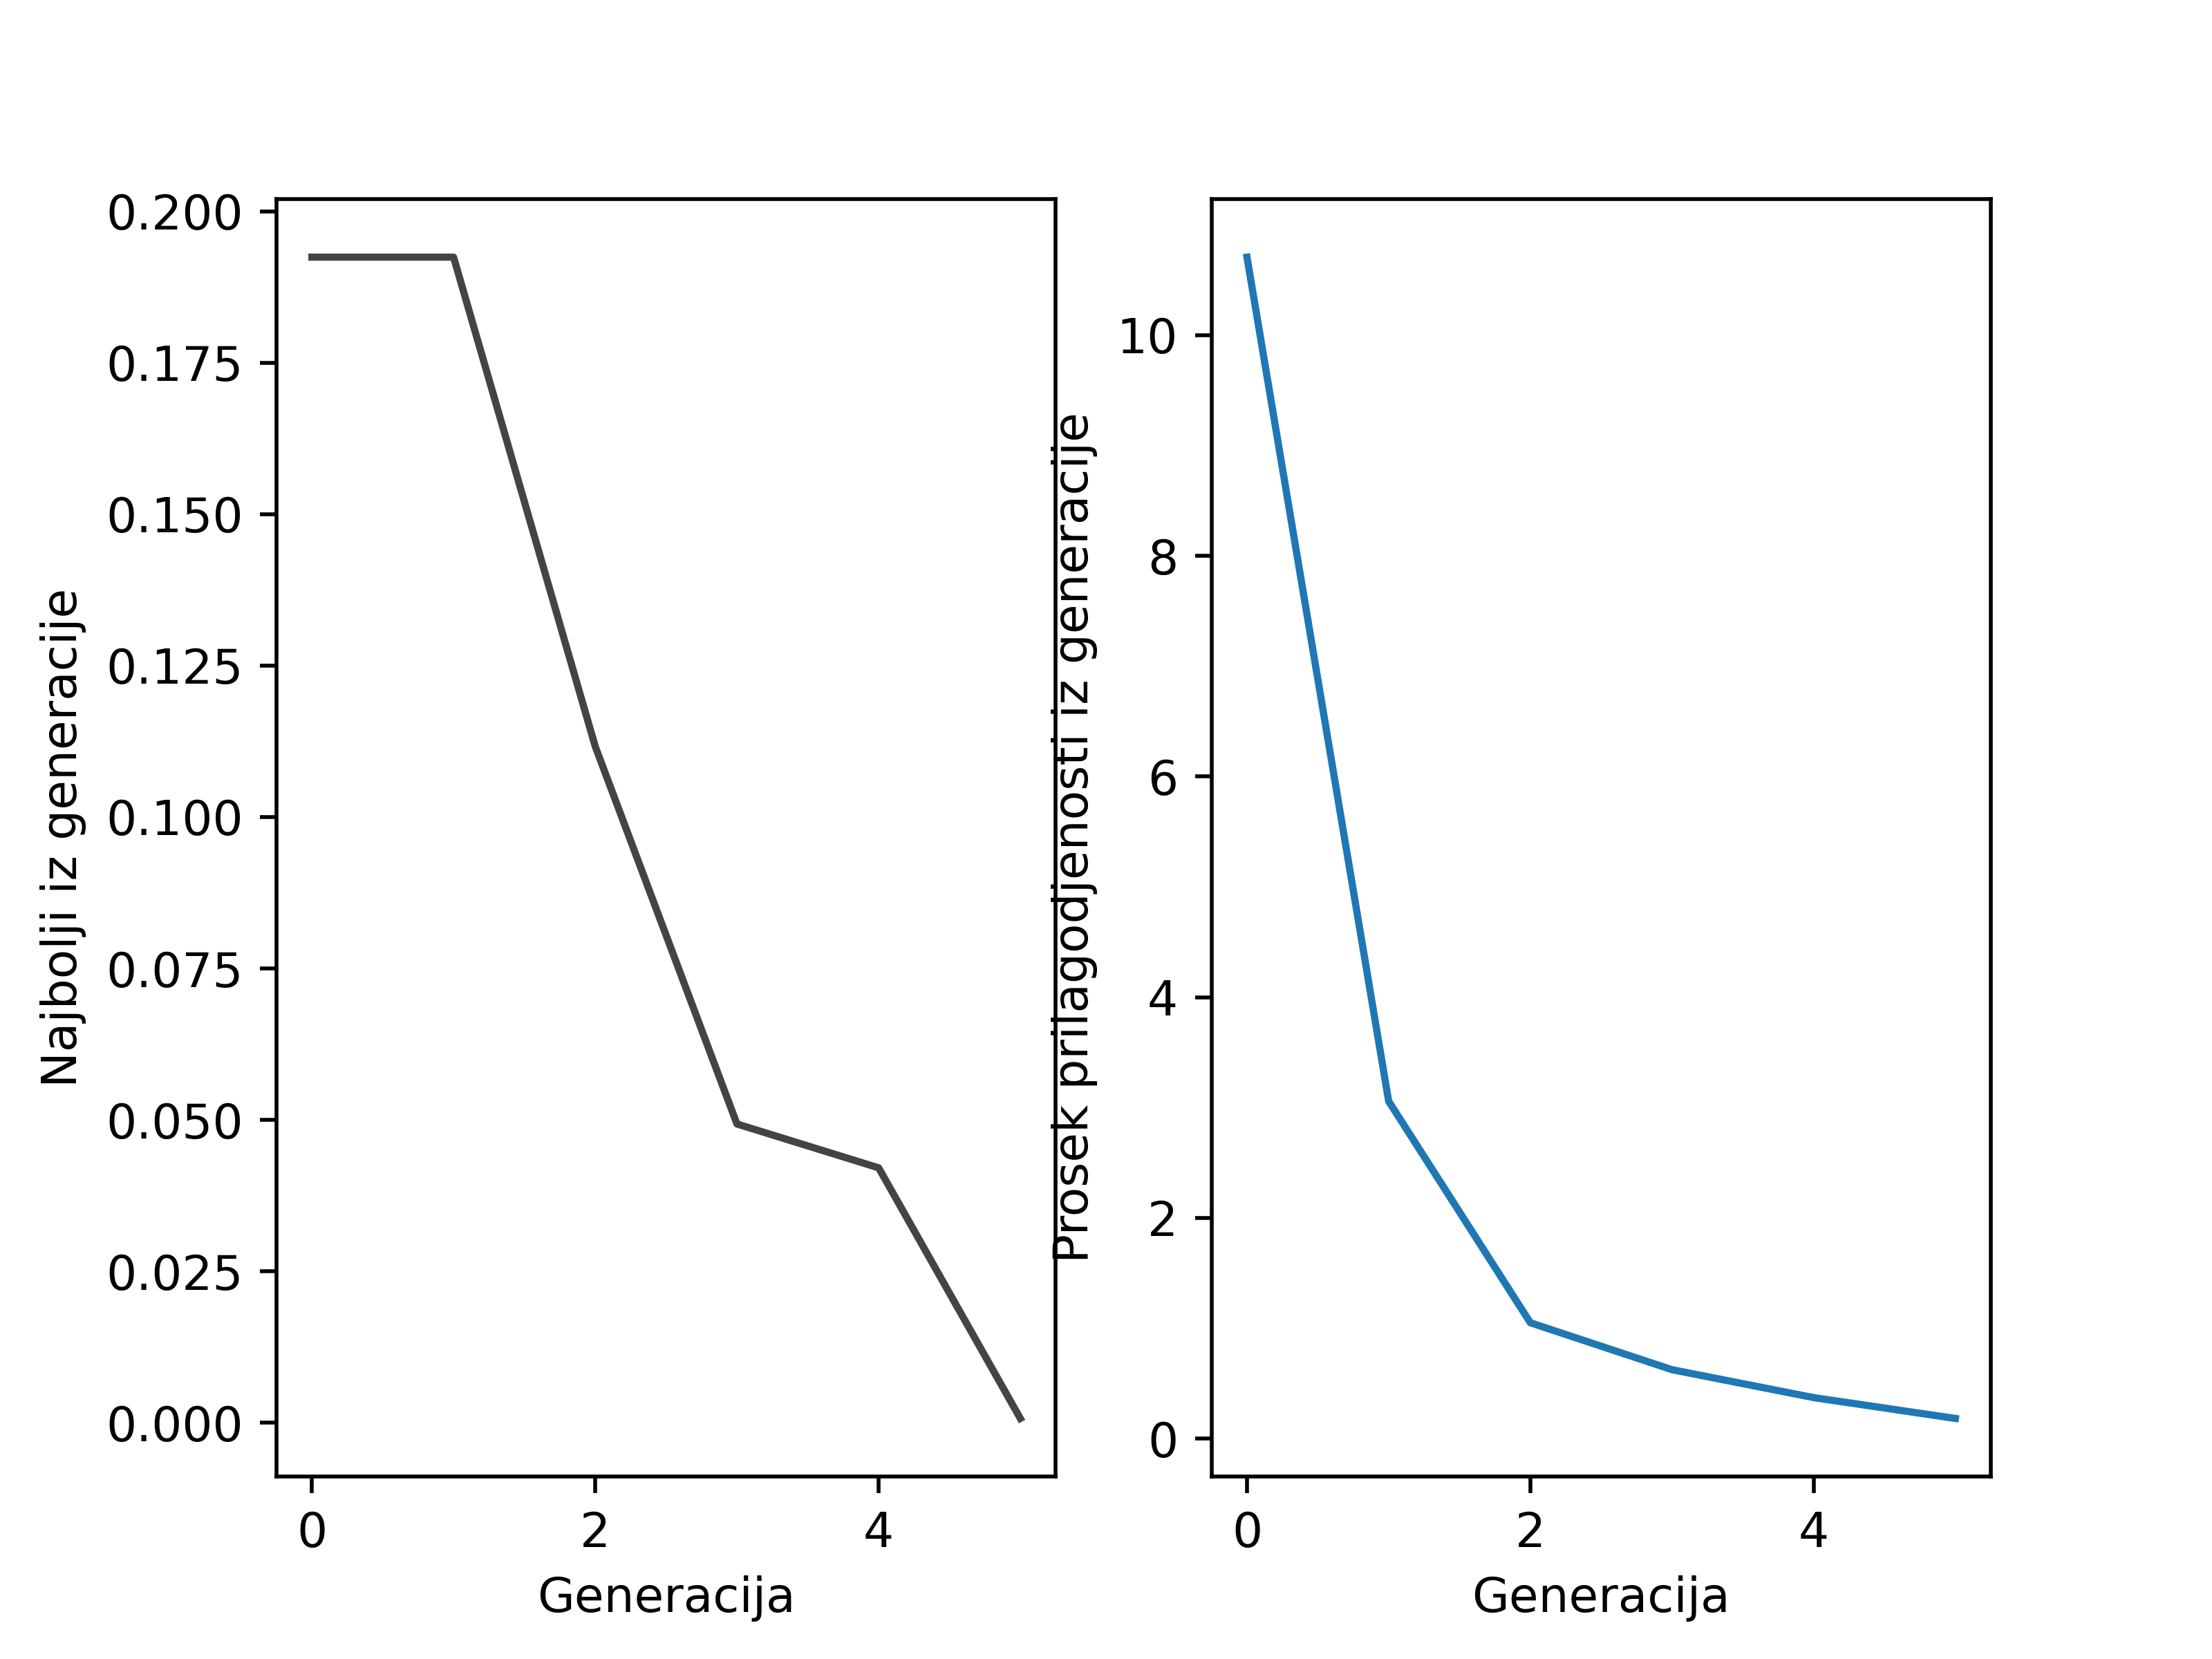 Najbolji iz generacije
0.200
0.175
0.150
0.125
0.100
0.075
0.050
0.025
0.000
0 2 4
Generacija
Prosek prilagodjenosti iz generacije
10
8
6
4
2
0
0 2 4
Generacija